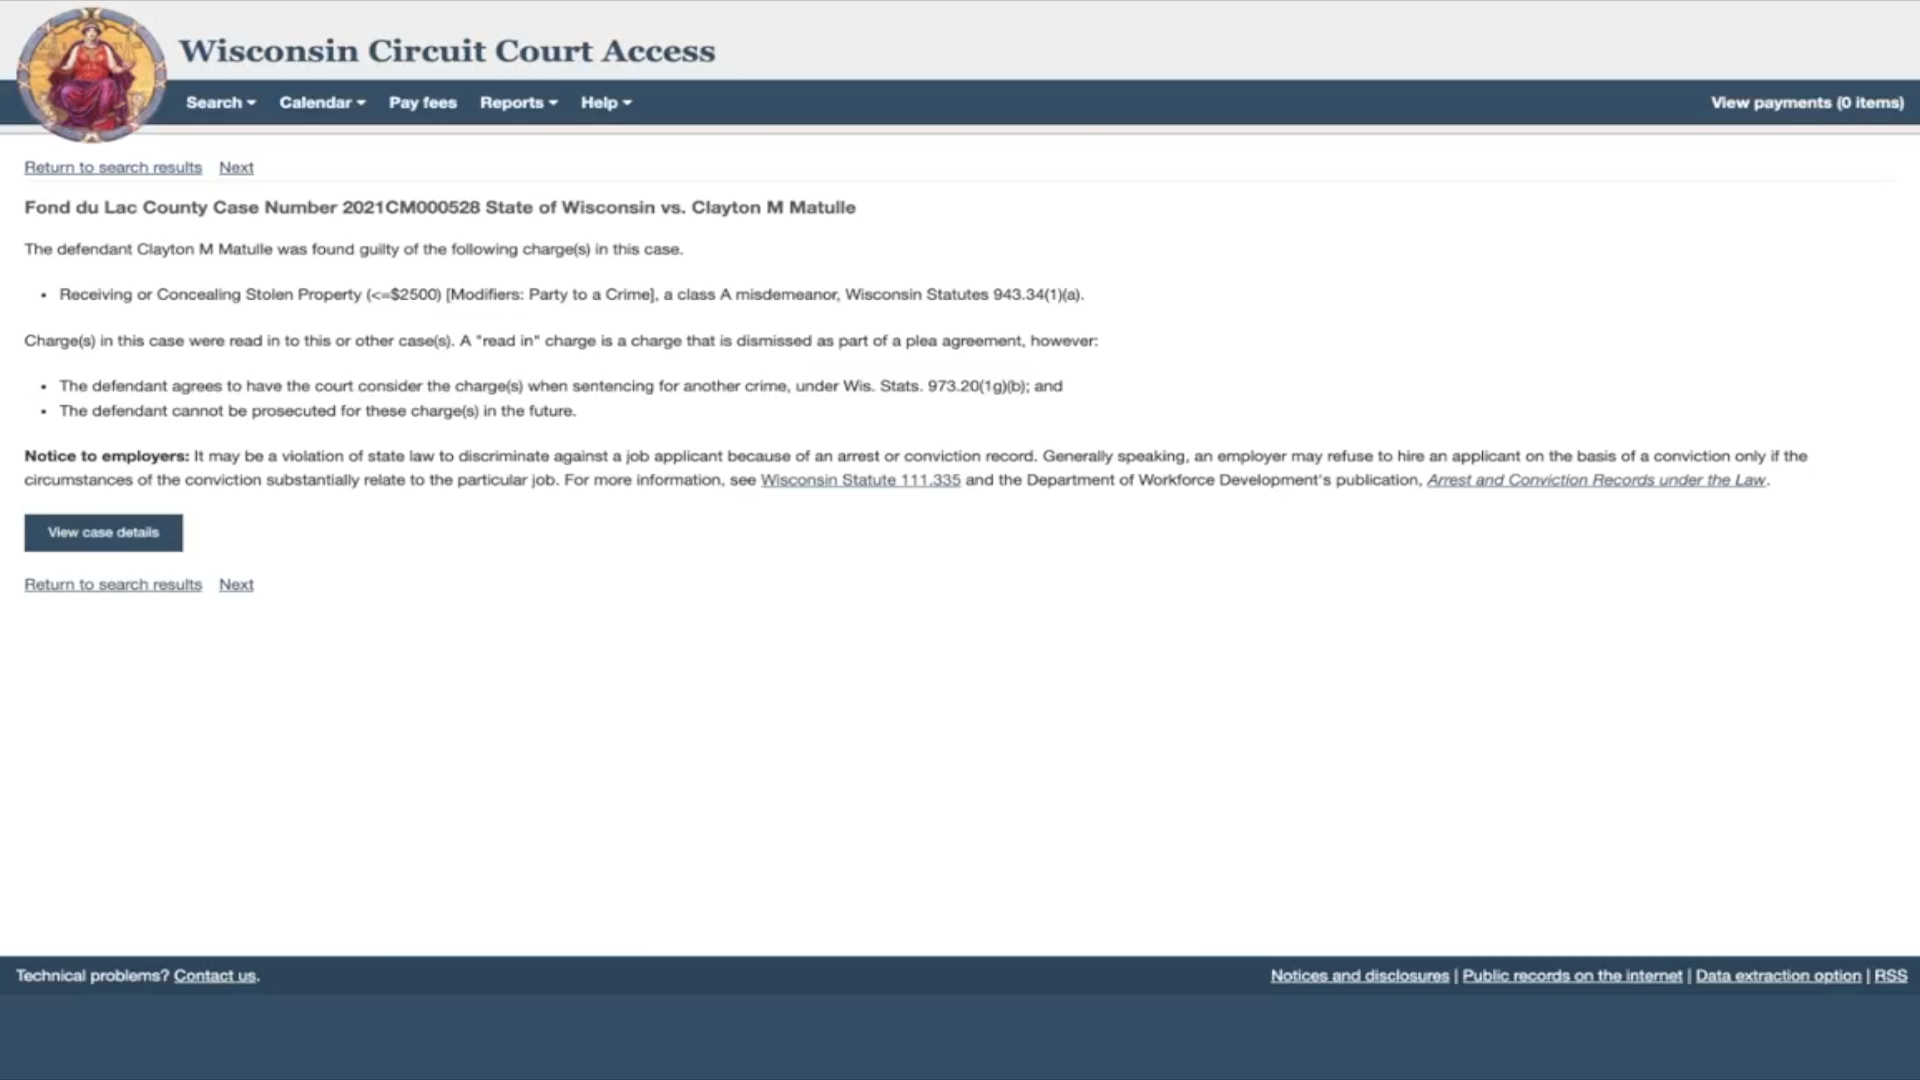 Wisconsin Circuit Court Access
Search Calendar Pay fees Reports Help View payments (0 items)
Return to search results Next
Fond du Lac County Case Number 2021CM000528 State of Wisconsin vs. Clayton M Matulle
The defendant Clayton M Matulle was found guilty of the following charge(s) in this case.
• Receiving or Concealing Stolen Property (<=$2500) [Modifiers: Party to a Crime], a class A misdemeanor, Wisconsin Statutes 943.34(1)(a).
Charge(s) in this case were read in to this or other case(s). A "read in" charge is a charge that is dismissed as part of a plea agreement, however:
• The defendant agrees to have the court consider the charge(s) when sentencing for another crime, under Wis. Stats. 973.20(1g)(b); and
• The defendant cannot be prosecuted for these charge(s) in the future.
Notice to employers: It may be a violation of state law to discriminate against a job applicant because of an arrest or conviction record. Generally speaking, an employer may refuse to hire an applicant on the basis of a conviction only if the
circumstances of the conviction substantially relate to the particular job. For more information, see Wisconsin Statute 111.335 and the Department of Workforce Development's publication, Arrest and Conviction Records under the Law.
View case details
Return to search results Next
Technical problems? Contact us. Notices and disclosures | Public records on the internet | Data extraction option | RSS